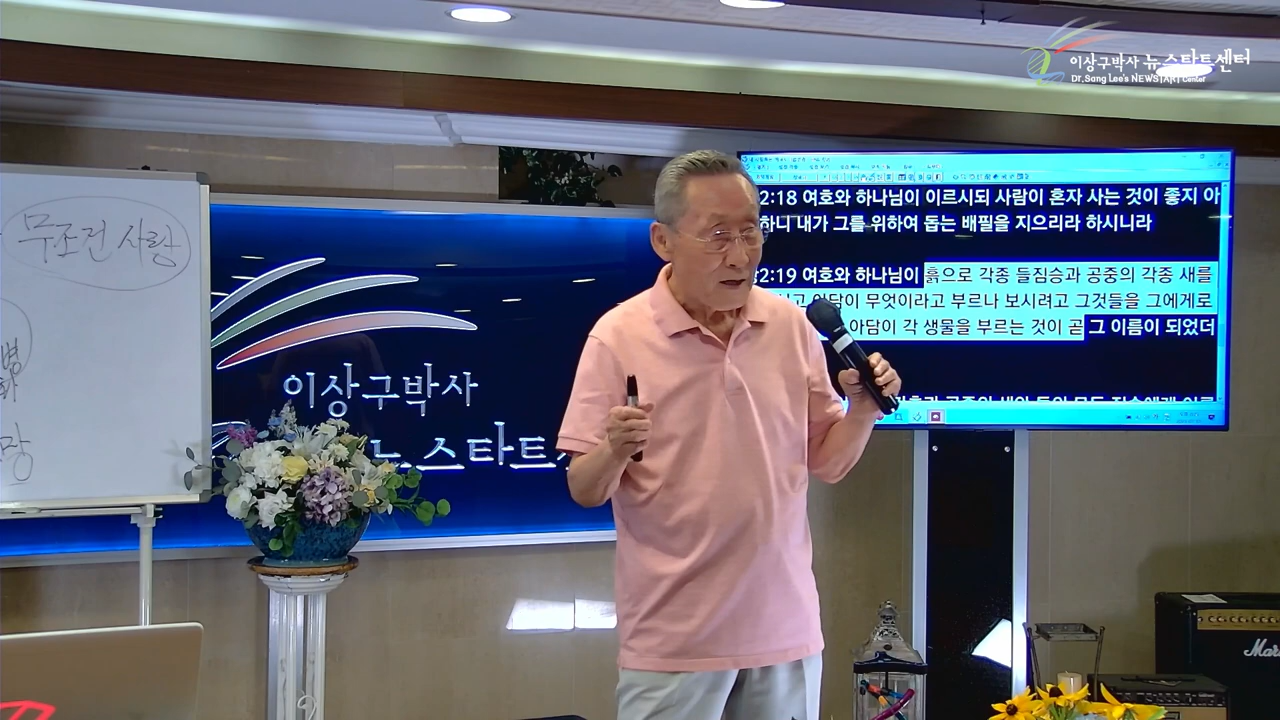 이상구박사 뉴스타트센터
Dr.Sang Lee's NEWSTART Center
무조건 사랑
2:18 여호와 하나님이 이르시되 사람이 혼자 사는 것이 좋지 아
하니 내가 그를 위하여 돕는 배필을 지으리라 하시니라
2:19 여호와 하나님이 흙으로 각종 들짐승과 공중의 각종 새를
아담이 무엇이라고 부르나 보시려고 그것들을 그에게로
아담이 각 생물을 부르는 것이 곧 그 이름이 되었더
이상구박사
뉴스타트